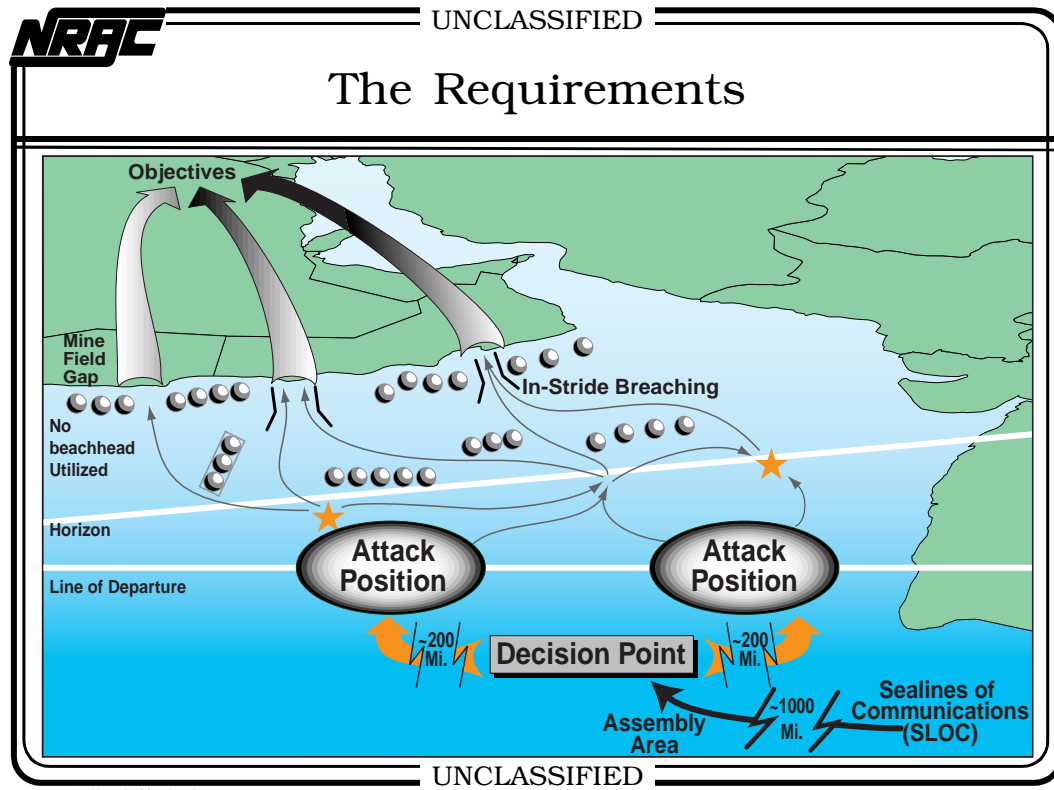 UNCLASSIFIED
NRAC
The Requirements
Objectives
Mine
Field
Gap
In-Stride Breaching
No
beachhead
Utilized
Horizon
Line of Departure
Attack
Position
Attack
Position
~200
Mi.
Decision Point
~200
Mi.
Assembly
Area
~1000
Mi.
Sealines of
Communications
(SLOC)
UNCLASSIFIED